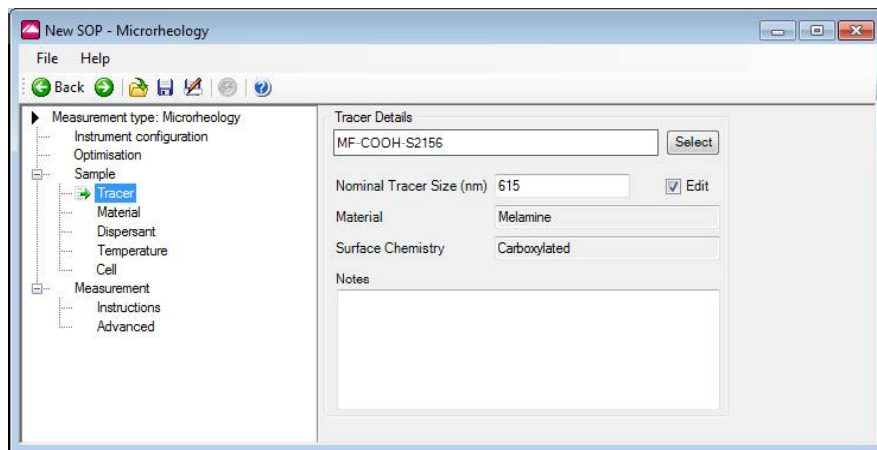 New SOP - Microrheology
File Help
Back
Measurement type: Microrheology
Instrument configuration
Optimisation
Sample
Tracer
Material
Dispersant
Temperature
Cell
Measurement
Instructions
Advanced
Tracer Details
MF-COOH-S2156 Select
Nominal Tracer Size (nm) 615 Edit
Material Melamine
Surface Chemistry Carboxylated
Notes